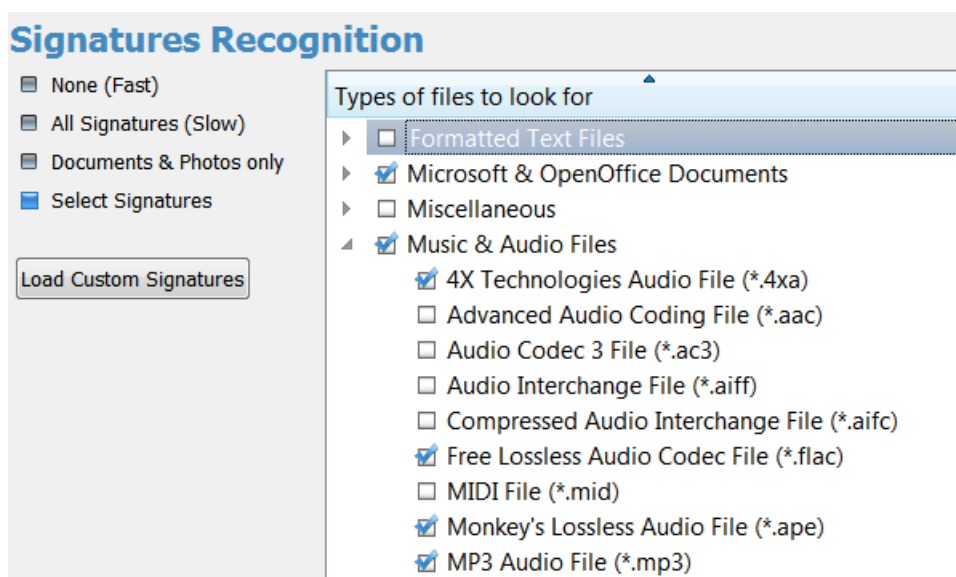 Signatures Recognition
None (Fast)
All Signatures (Slow)
Documents & Photos only
Select Signatures
Load Custom Signatures
Types of files to look for
Formatted Text Files
Microsoft & OpenOffice Documents
Miscellaneous
Music & Audio Files
4X Technologies Audio File (*.4xa)
Advanced Audio Coding File (*.aac)
Audio Codec 3 File (*.ac3)
Audio Interchange File (*.aiff)
Compressed Audio Interchange File (*.aifc)
Free Lossless Audio Codec File (*.flac)
MIDI File (*.mid)
Monkey's Lossless Audio File (*.ape)
MP3 Audio File (*.mp3)